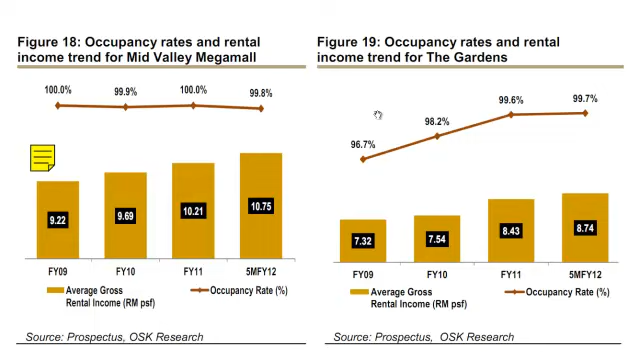 Figure 18: Occupancy rates and rental
income trend for Mid Valley Megamall
100.0%
99.9%
100.0%
99.8%
9.22
9.69
10.21
10.75
FY09
FY10
FY11
5MFY12
Average Gross
Rental Income (RM psf)
Occupancy Rate (%)
Source: Prospectus, OSK Research
Figure 19: Occupancy rates and rental
income trend for The Gardens
96.7%
98.2%
99.6%
99.7%
7.32
7.54
8.43
8.74
FY09
FY10
FY11
5MFY12
Average Gross
Rental Income (RM psf)
Occupancy Rate (%)
Source: Prospectus, OSK Research